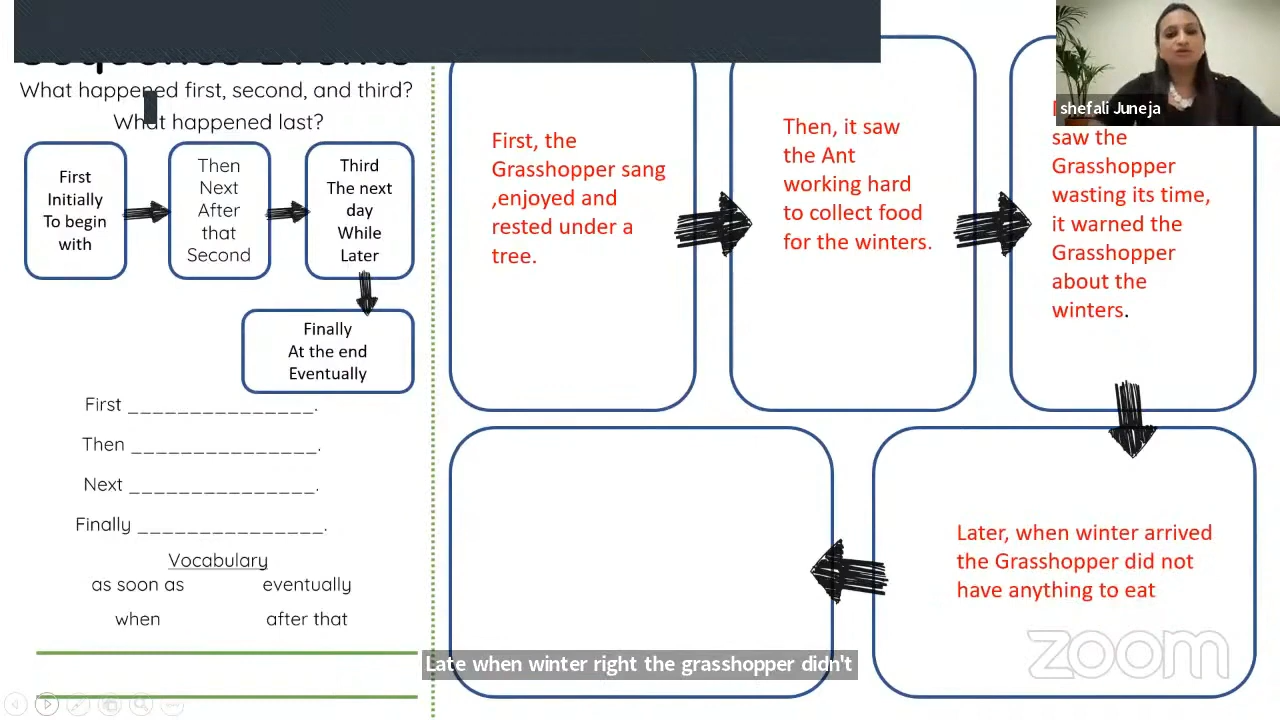 What happened first, second, and third?
What happened last?
First
Initially
To begin
with
Then
Next
After
that
Second
Third
The next
day
While
Later
Finally
At the end
Eventually
First _______________.
Then _______________.
Next _______________.
Finally _______________.
Vocabulary
as soon as
eventually
when
after that
First, the
Grasshopper sang
,enjoyed and
rested under a
tree.
Then, it saw
the Ant
working hard
to collect food
for the winters.
saw the
Grasshopper
wasting its time,
it warned the
Grasshopper
about the
winters.
Later, when winter arrived
the Grasshopper did not
have anything to eat
shefali Juneja
zoom
Late when winter right the grasshopper didn't